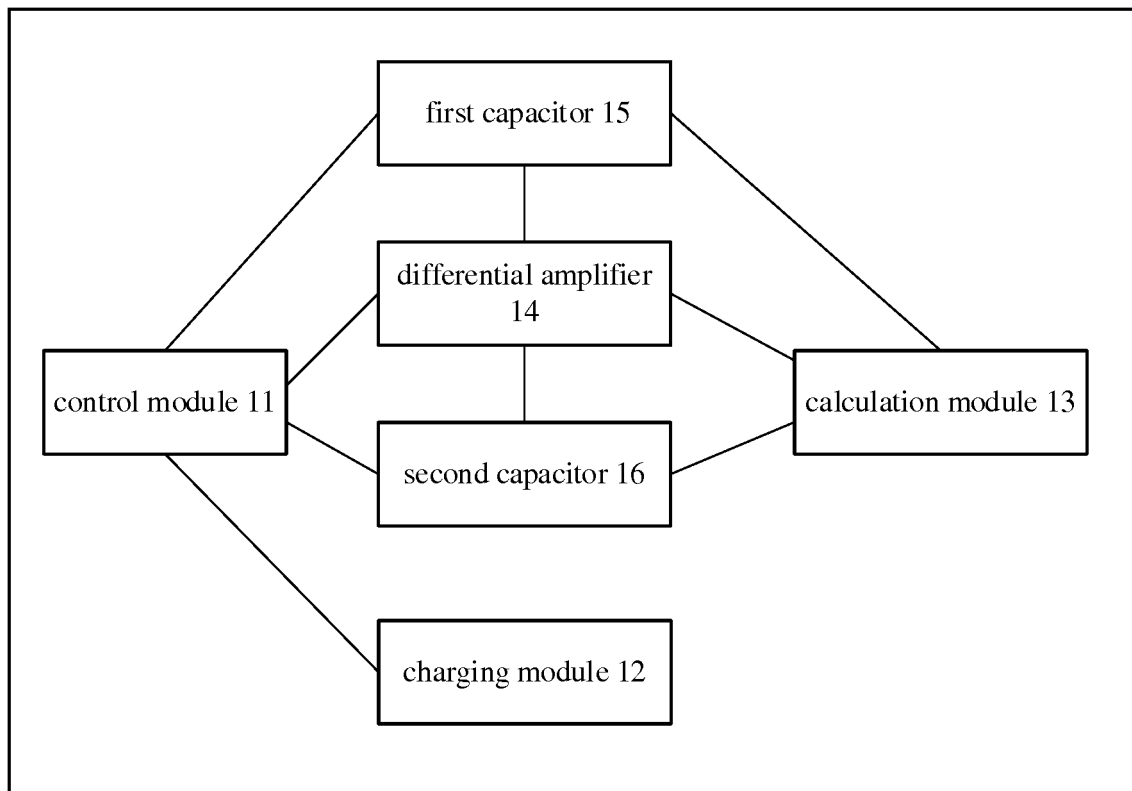 first capacitor 15
differential amplifier
14
control module 11
calculation module 13
second capacitor 16
charging module 12